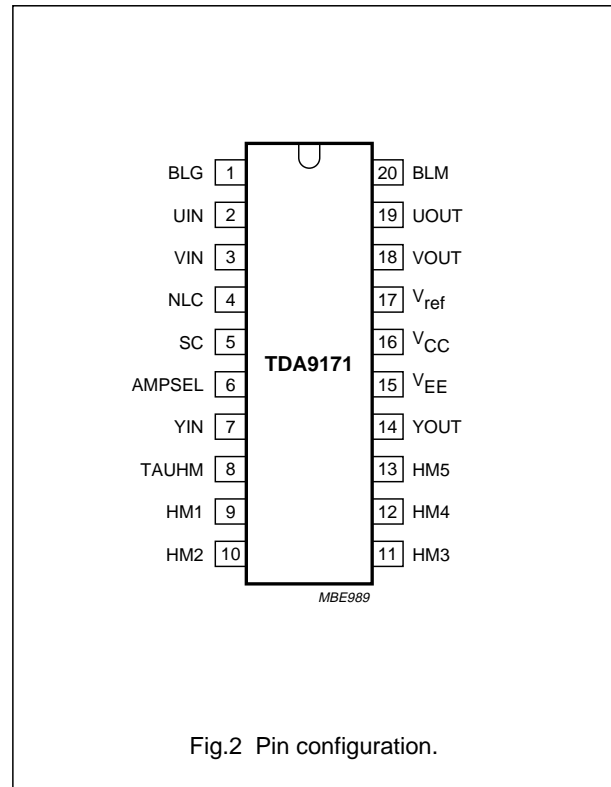 BLG 1 20 BLM
UIN 2 19 UOUT
VIN 3 18 VOUT
NLC 4 17 Vref
SC 5 16 VCC
TDA9171
AMPSEL 6 15 VEE
YIN 7 14 YOUT
TAUHM 8 13 HM5
HM1 9 12 HM4
HM2 10 11 HM3
MBE989
Fig.2 Pin configuration.